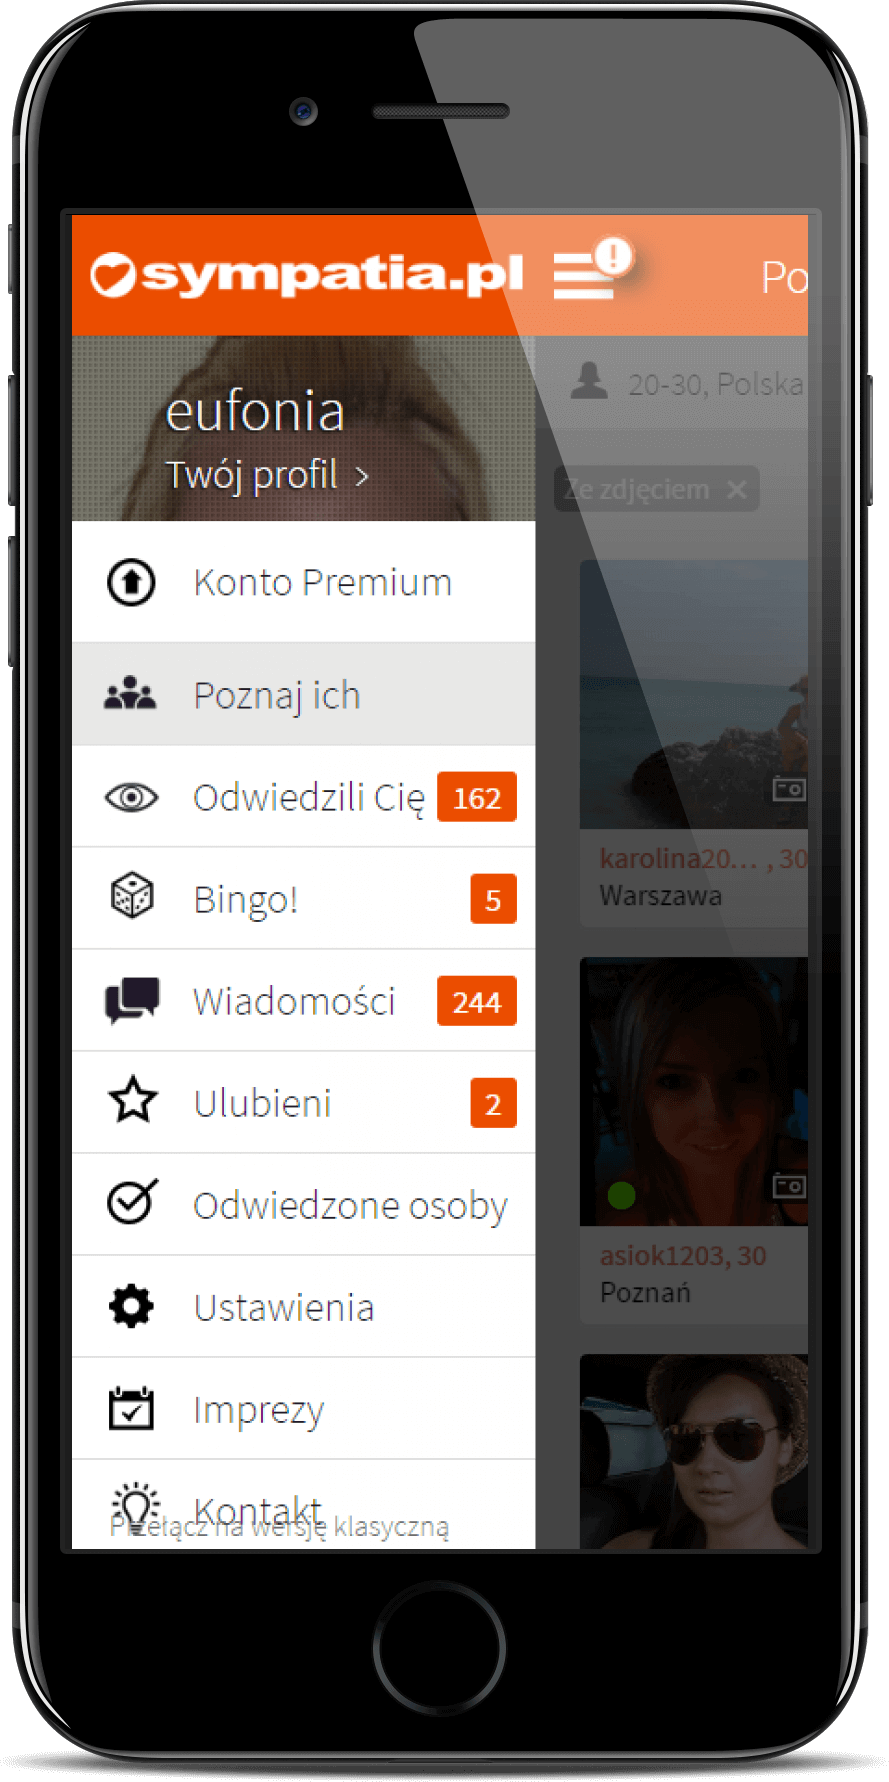 sympatia.pl
!
Po
eufonia
Twój profil >
Konto Premium
Poznaj ich
Odwiedzili Cię 162
Bingo! 5
Wiadomości 244
Ulubieni 2
Odwiedzone osoby
Ustawienia
Imprezy
Kontakt
Przełącz na wersję klasyczną
20-30, Polska
Ze zdjęciem ×
karolina20... , 30
Warszawa
asiok1203, 30
Poznań